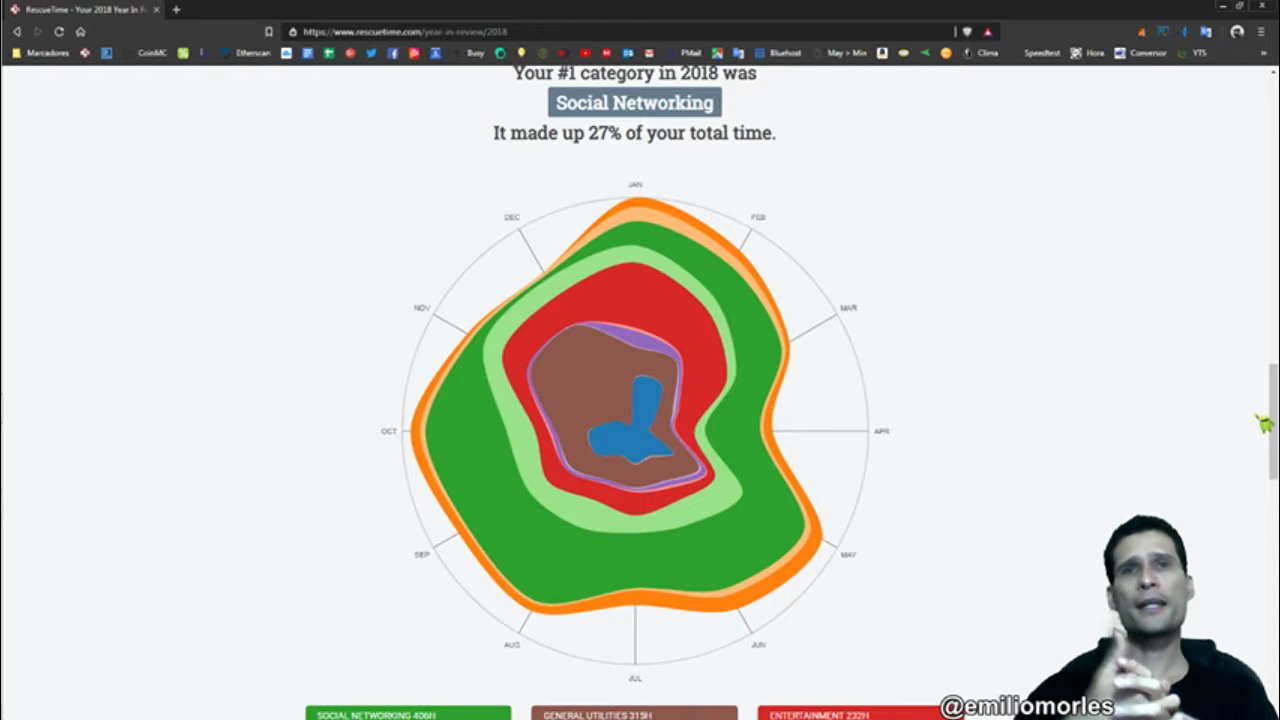 RescueTime - Your 2018 Year In R
https://www.rescuetime.com/year-in-review/2018
Marcadores CoinMC Etherscan Busy PMail Bluehost May > Min Clima Speedtest Hora Conversor YTS
Your #1 category in 2018 was
Social Networking
It made up 27% of your total time.
JAN
DEC FEB
NOV MAR
OCT APR
SEP MAY
AUG JUN
JUL
SOCIAL NETWORKING 406H GENERAL UTILITIES 315H ENTERTAINMENT 232H
@emiliomorles